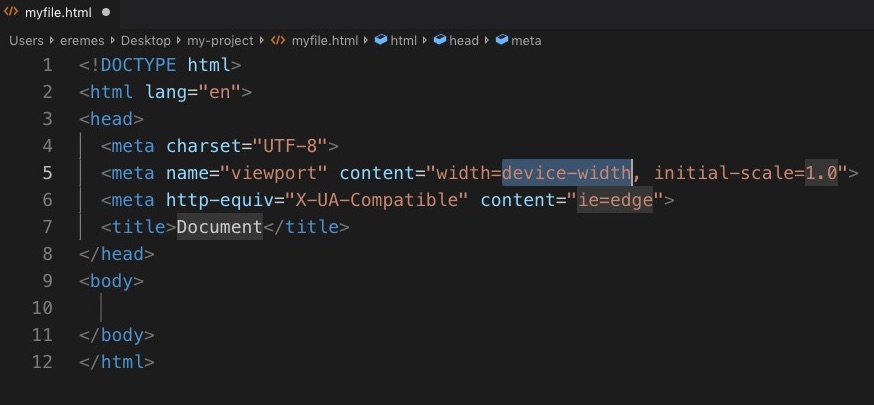 myfile.html
Users eremes Desktop my-project myfile.html html head meta
1 <!DOCTYPE html>
2 <html lang="en">
3 <head>
4 <meta charset="UTF-8">
5 <meta name="viewport" content="width=device-width, initial-scale=1.0">
6 <meta http-equiv="X-UA-Compatible" content="ie=edge">
7 <title>Document</title>
8 </head>
9 <body>
10
11 </body>
12 </html>